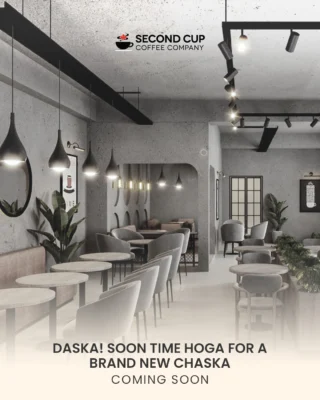 SECOND CUP
COFFEE COMPANY
DASKA! SOON TIME HOGA FOR A
BRAND NEW CHASKA
COMING SOON